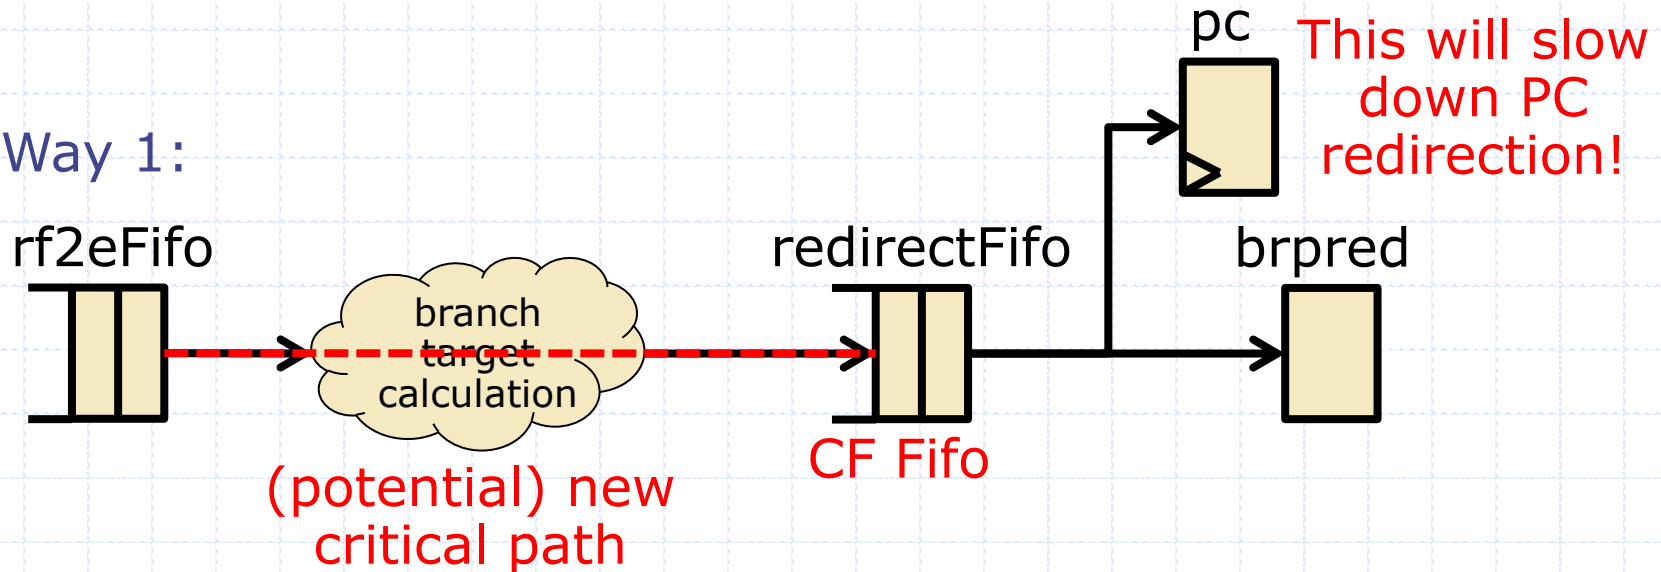 pc
This will slow
down PC
redirection!
Way 1:
rf2eFifo
redirectFifo
brpred
branch
target
calculation
CF Fifo
(potential) new
critical path